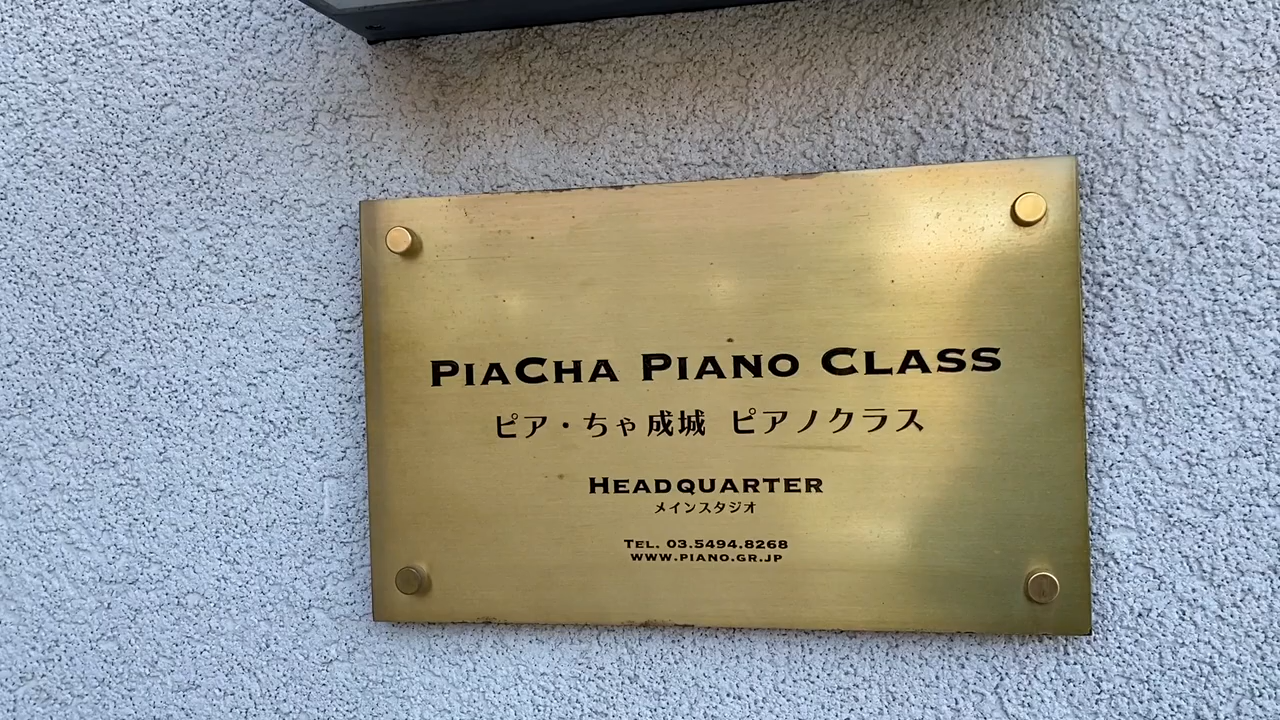 PIACHA PIANO CLASS
ピア・ちゃ成城 ピアノクラス
HEADQUARTER
メインスタジオ
TEL. 03.5494.8268
WWW.PIANO.GR.JP